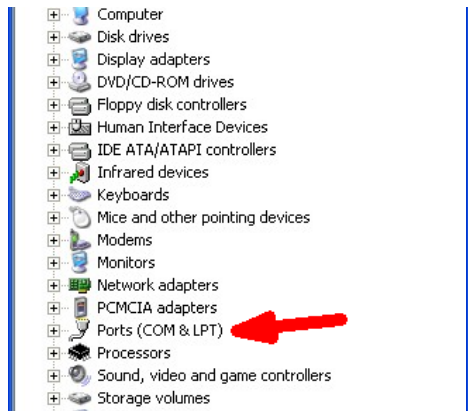 Computer
Disk drives
Display adapters
DVD/CD-ROM drives
Floppy disk controllers
Human Interface Devices
IDE ATA/ATAPI controllers
Infrared devices
Keyboards
Mice and other pointing devices
Modems
Monitors
Network adapters
PCMCIA adapters
Ports (COM & LPT)
Processors
Sound, video and game controllers
Storage volumes